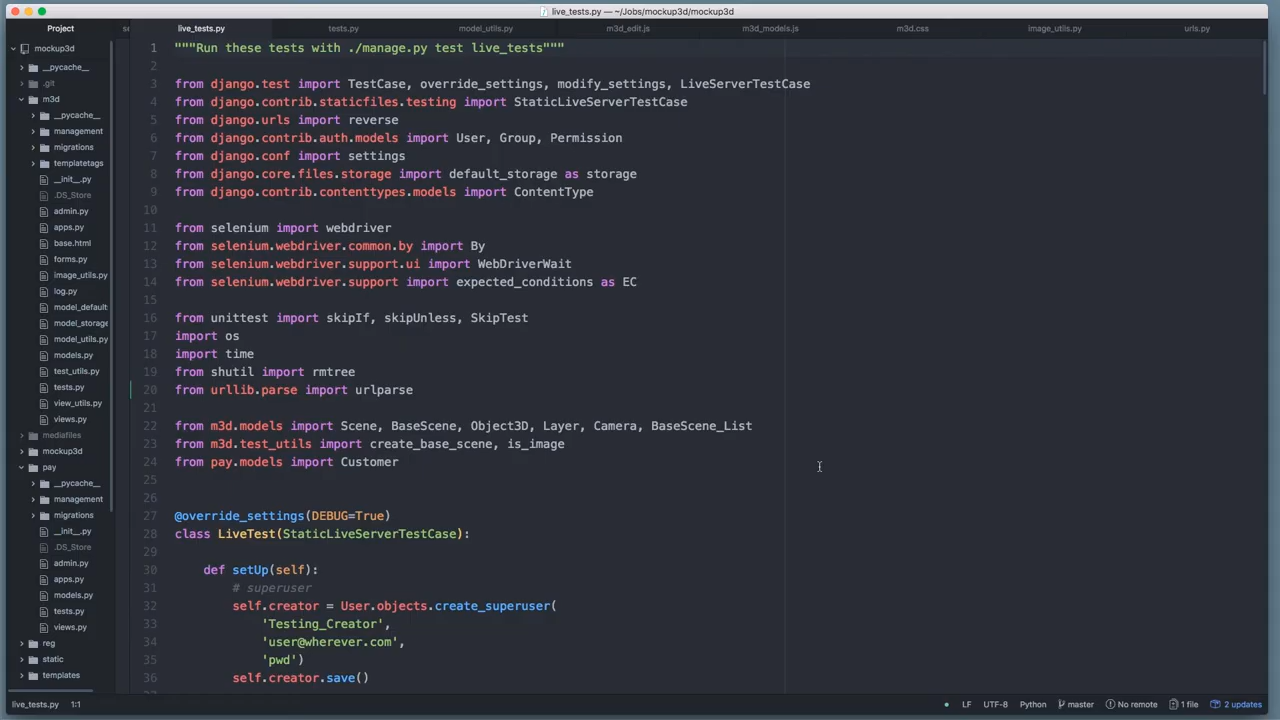 live_tests.py — ~/Jobs/mockup3d/mockup3d
Project
live_tests.py
tests.py
model_utils.py
m3d_edit.js
m3d_models.js
m3d.css
image_utils.py
urls.py
mockup3d
__pycache__
.git
m3d
__pycache__
management
migrations
templatetags
__init__.py
.DS_Store
admin.py
apps.py
base.html
forms.py
image_utils.py
log.py
model_default
model_storage
model_utils.py
models.py
test_utils.py
tests.py
view_utils.py
views.py
mediafiles
mockup3d
pay
__pycache__
management
migrations
__init__.py
.DS_Store
admin.py
apps.py
models.py
tests.py
views.py
reg
static
templates
1 """Run these tests with ./manage.py test live_tests"""
2
3 from django.test import TestCase, override_settings, modify_settings, LiveServerTestCase
4 from django.contrib.staticfiles.testing import StaticLiveServerTestCase
5 from django.urls import reverse
6 from django.contrib.auth.models import User, Group, Permission
7 from django.conf import settings
8 from django.core.files.storage import default_storage as storage
9 from django.contrib.contenttypes.models import ContentType
10
11 from selenium import webdriver
12 from selenium.webdriver.common.by import By
13 from selenium.webdriver.support.ui import WebDriverWait
14 from selenium.webdriver.support import expected_conditions as EC
15
16 from unittest import skipIf, skipUnless, SkipTest
17 import os
18 import time
19 from shutil import rmtree
20 from urllib.parse import urlparse
21
22 from m3d.models import Scene, BaseScene, Object3D, Layer, Camera, BaseScene_List
23 from m3d.test_utils import create_base_scene, is_image
24 from pay.models import Customer
25
26
27 @override_settings(DEBUG=True)
28 class LiveTest(StaticLiveServerTestCase):
29
30 def setUp(self):
31 # superuser
32 self.creator = User.objects.create_superuser(
33 'Testing_Creator',
34 'user@wherever.com',
35 'pwd')
36 self.creator.save()
live_tests.py 1:1
LF UTF-8 Python master No remote 1 file 2 updates